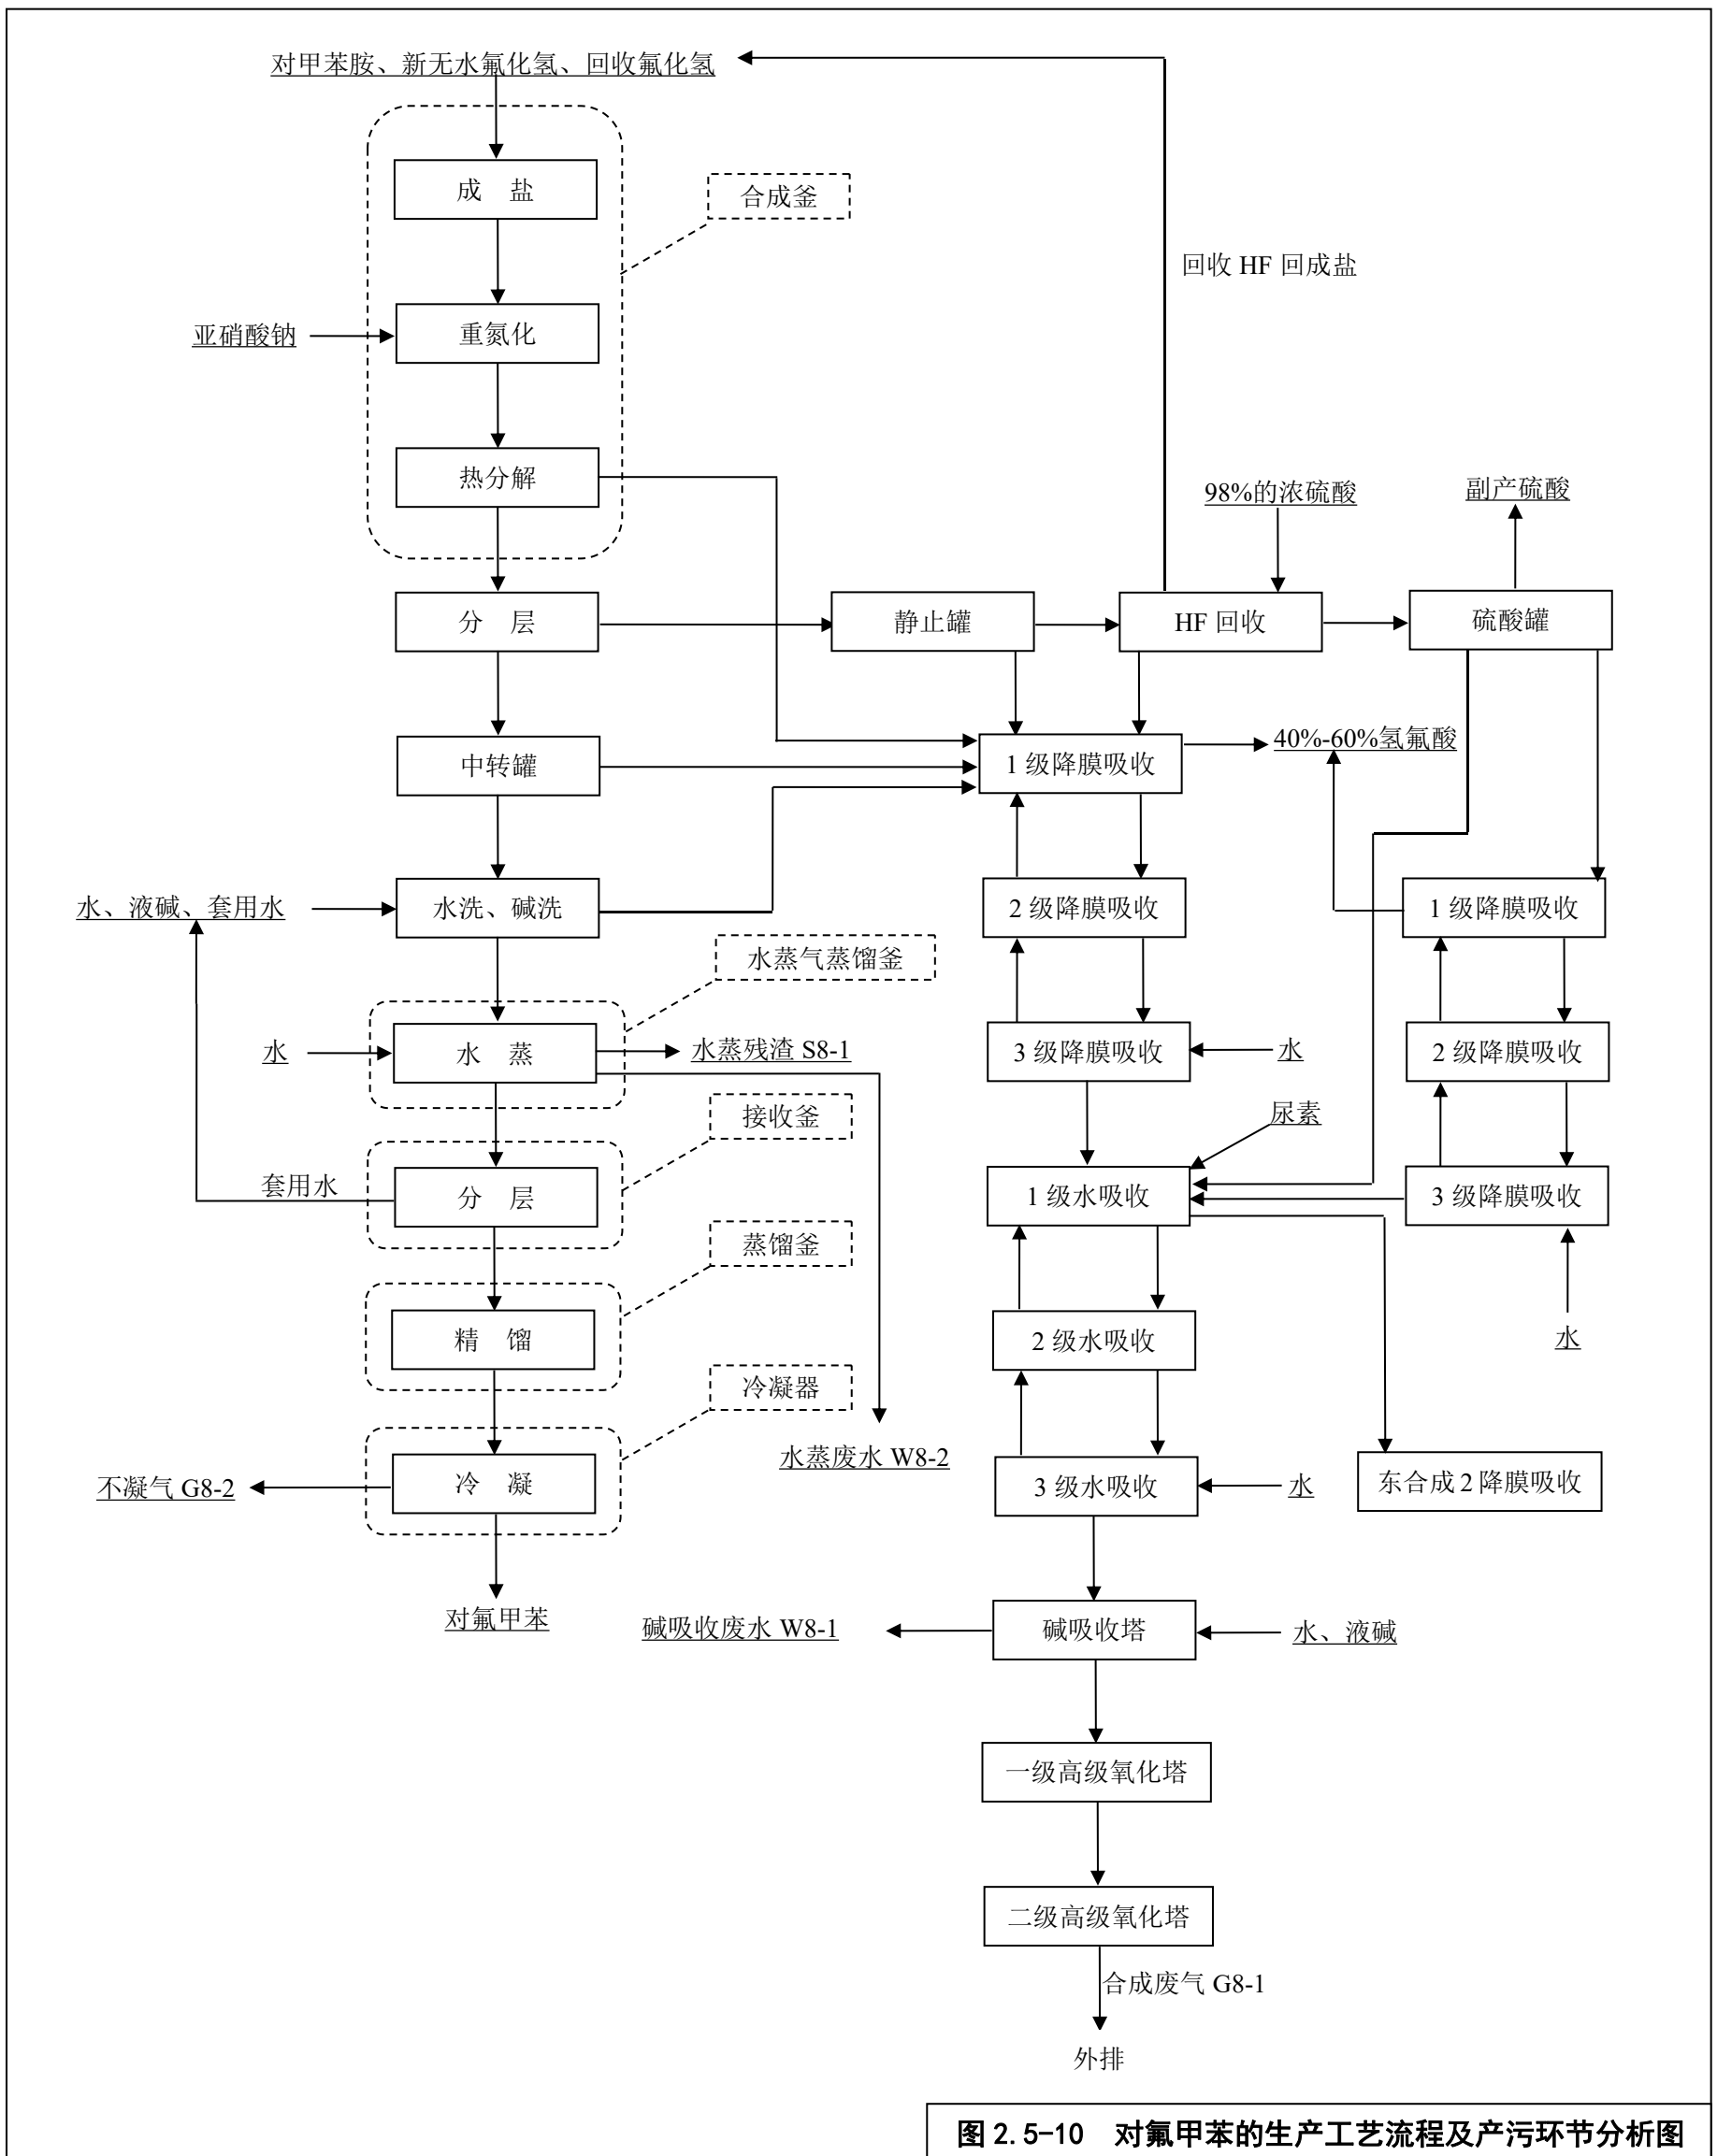 对甲苯胺、新无水氟化氢、回收氟化氢
成 盐
合成釜
回收 HF 回成盐
亚硝酸钠
重氮化
热分解
98%的浓硫酸
副产硫酸
分 层
静止罐
HF 回收
硫酸罐
中转罐
1 级降膜吸收
40%-60%氢氟酸
水、液碱、套用水
水洗、碱洗
2 级降膜吸收
1 级降膜吸收
水蒸气蒸馏釜
水
水 蒸
水蒸残渣 S8-1
3 级降膜吸收
水
2 级降膜吸收
接收釜
尿素
套用水
分 层
1 级水吸收
3 级降膜吸收
蒸馏釜
精 馏
2 级水吸收
水
冷凝器
水蒸废水 W8-2
不凝气 G8-2
冷 凝
3 级水吸收
水
东合成 2 降膜吸收
对氟甲苯
碱吸收废水 W8-1
碱吸收塔
水、液碱
一级高级氧化塔
二级高级氧化塔
合成废气 G8-1
外排
图 2.5-10 对氟甲苯的生产工艺流程及产污环节分析图